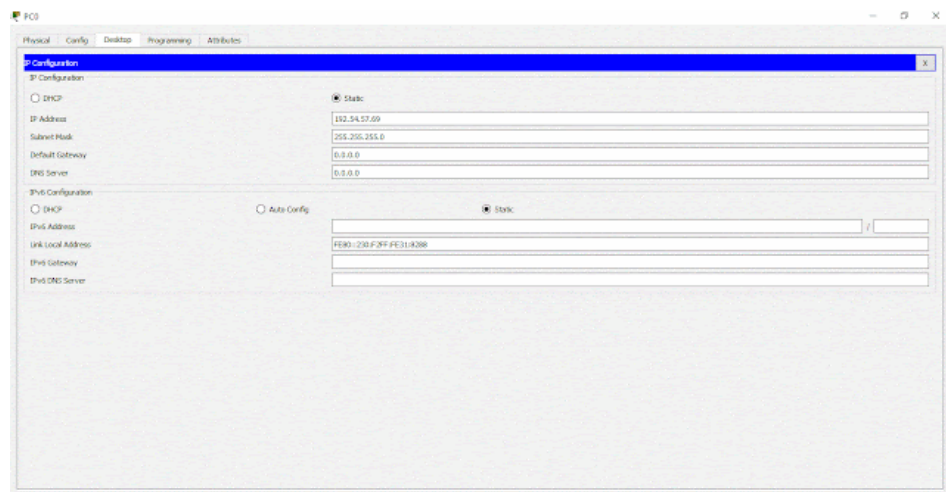 PC0
Physical Config Desktop Programming Attributes
IP Configuration X
IP Configuration
DHCP Static
IP Address 192.54.57.69
Subnet Mask 255.255.255.0
Default Gateway 0.0.0.0
DNS Server 0.0.0.0
IPv6 Configuration
DHCP Auto Config Static
IPv6 Address /
Link Local Address FE80::230:F2FF:FE31:8288
IPv6 Gateway
IPv6 DNS Server